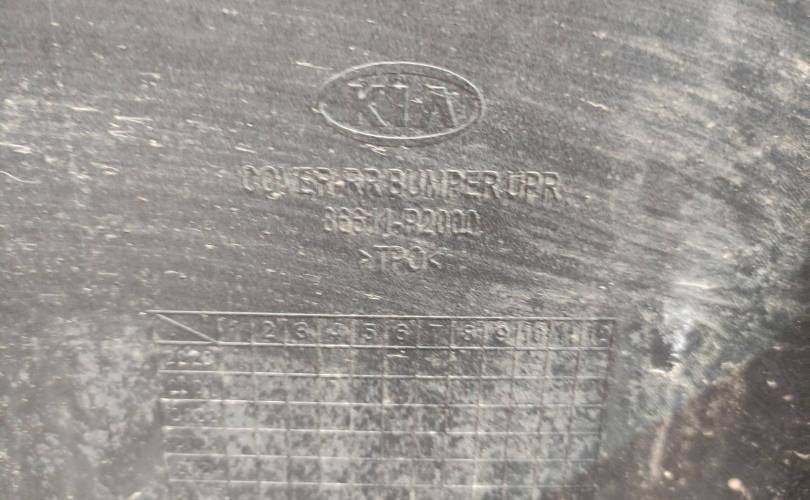 KIA
COVER-RR BUMPER,UPR
86611-P2000
>TPO<
1 2 3 4 5 6 7 8 9 10 11 12